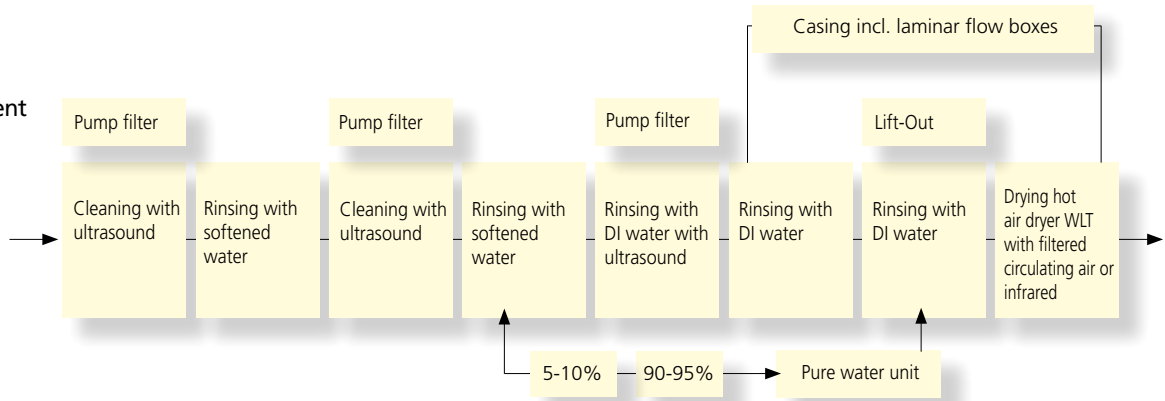 Casing incl. laminar flow boxes
ent
Pump filter
Pump filter
Pump filter
Lift-Out
Cleaning with
ultrasound
Rinsing with
softened
water
Cleaning with
ultrasound
Rinsing with
softened
water
Rinsing with
DI water with
ultrasound
Rinsing with
DI water
Rinsing with
DI water
Drying hot
air dryer WLT
with filtered
circulating air or
infrared
5-10%
90-95%
Pure water unit